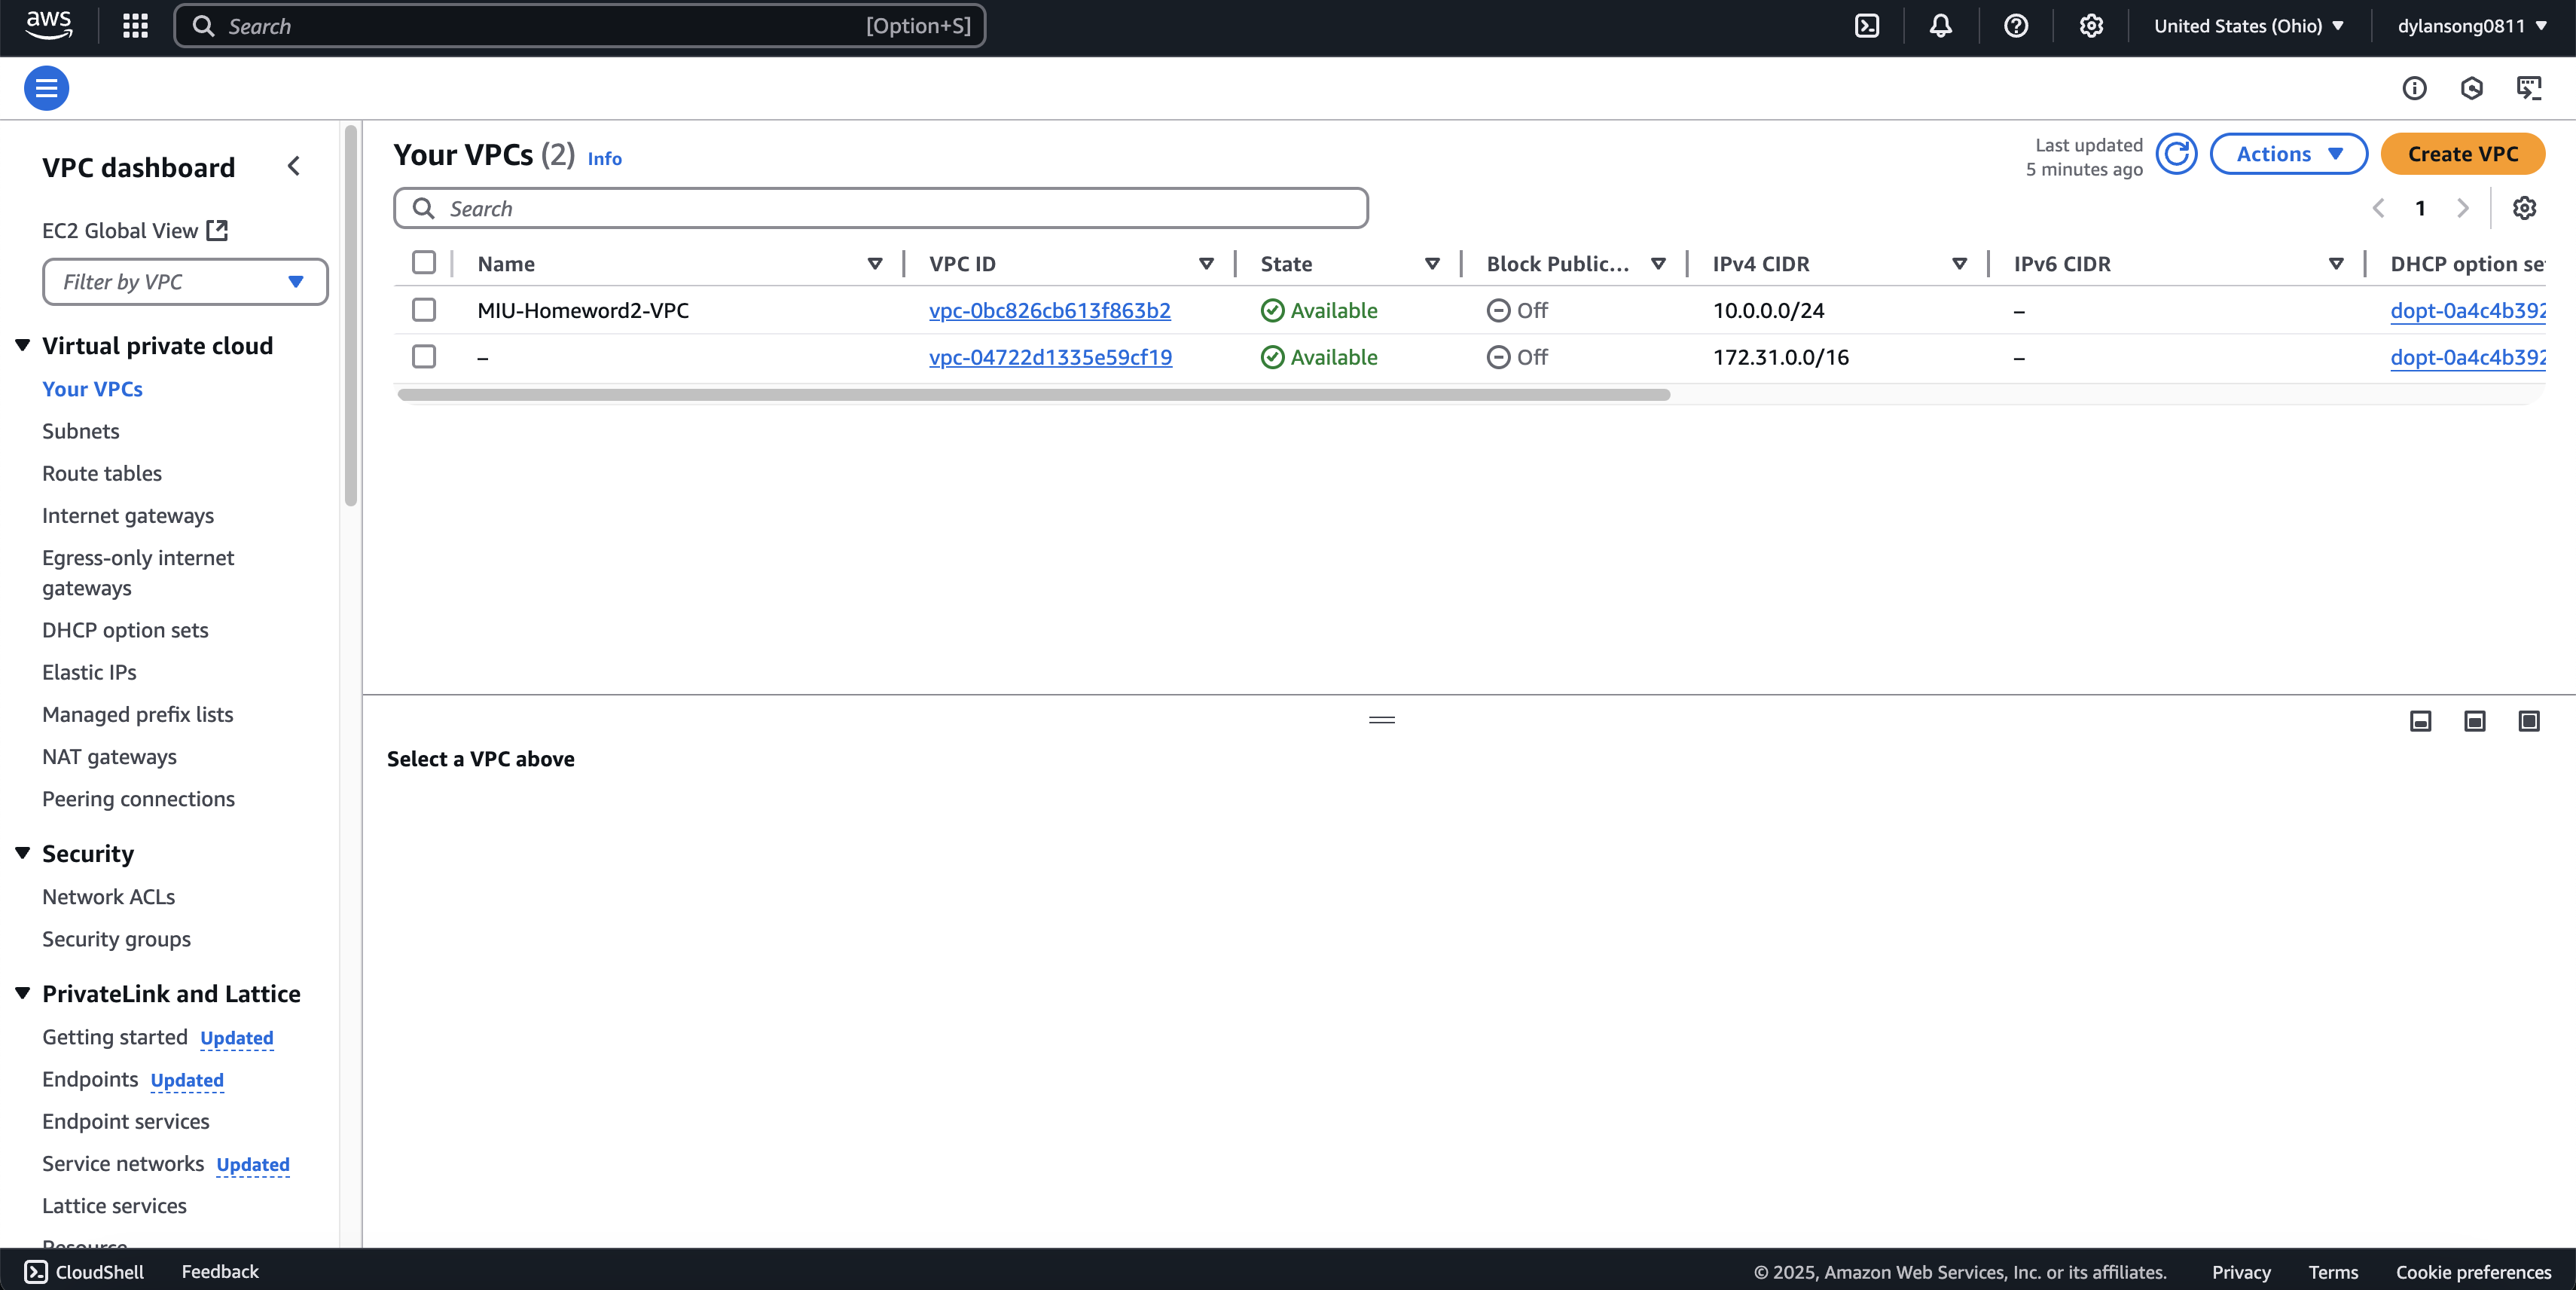 aws
Search [Option+S]
United States (Ohio)
dylansong0811
VPC dashboard
EC2 Global View
Filter by VPC
Virtual private cloud
Your VPCs
Subnets
Route tables
Internet gateways
Egress-only internet
gateways
DHCP option sets
Elastic IPs
Managed prefix lists
NAT gateways
Peering connections
Security
Network ACLs
Security groups
PrivateLink and Lattice
Getting started Updated
Endpoints Updated
Endpoint services
Service networks Updated
Lattice services
Resource
Your VPCs (2) Info
Last updated
5 minutes ago
Actions
Create VPC
Search
1
Name VPC ID State Block Public... IPv4 CIDR IPv6 CIDR DHCP option se
MIU-Homeword2-VPC vpc-0bc826cb613f863b2 Available Off 10.0.0.0/24 – dopt-0a4c4b392
– vpc-04722d1335e59cf19 Available Off 172.31.0.0/16 – dopt-0a4c4b392
Select a VPC above
CloudShell Feedback © 2025, Amazon Web Services, Inc. or its affiliates. Privacy Terms Cookie preferences